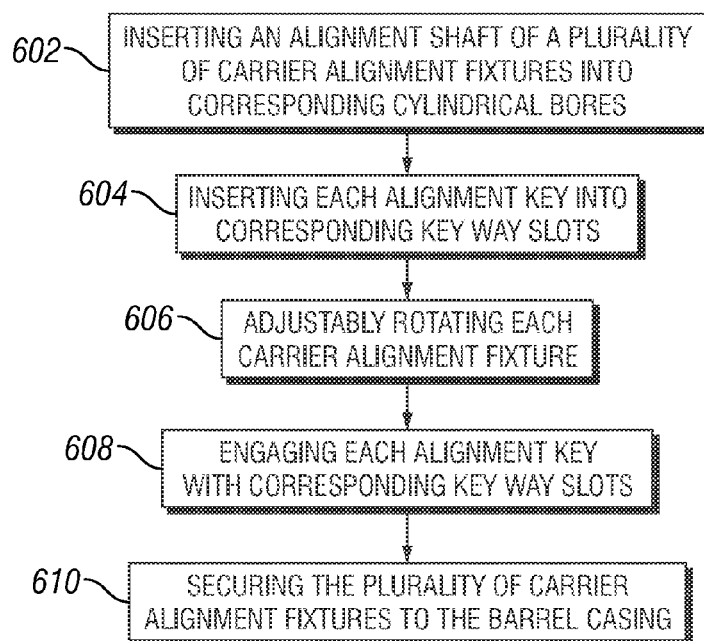 602
INSERTING AN ALIGNMENT SHAFT OF A PLURALITY
OF CARRIER ALIGNMENT FIXTURES INTO
CORRESPONDING CYLINDRICAL BORES
604
INSERTING EACH ALIGNMENT KEY INTO
CORRESPONDING KEY WAY SLOTS
606
ADJUSTABLY ROTATING EACH
CARRIER ALIGNMENT FIXTURE
608
ENGAGING EACH ALIGNMENT KEY
WITH CORRESPONDING KEY WAY SLOTS
610
SECURING THE PLURALITY OF CARRIER
ALIGNMENT FIXTURES TO THE BARREL CASING